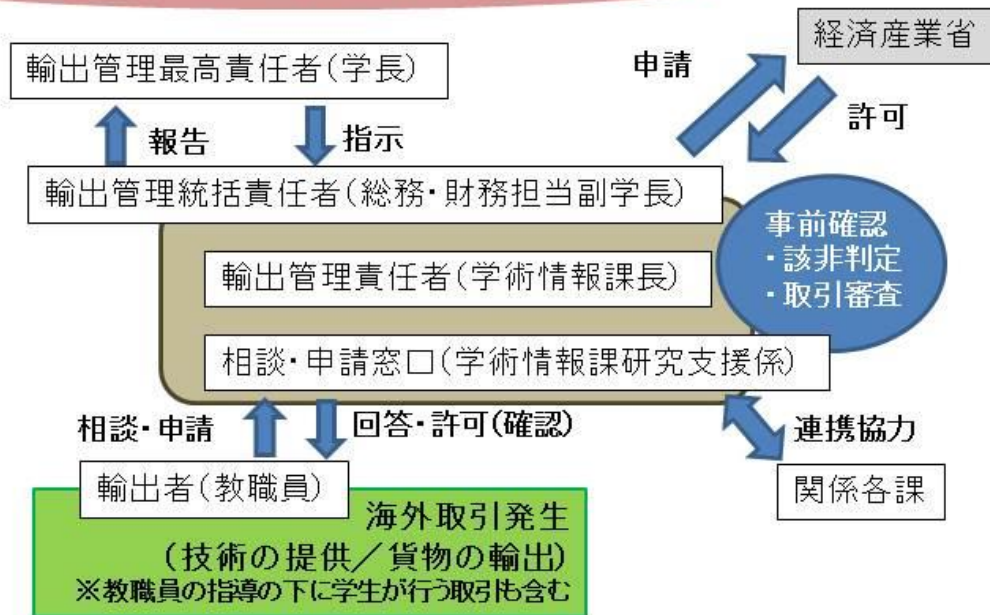 経済産業省
輸出管理最高責任者(学長)
申請
許可
報告
指示
輸出管理統括責任者(総務・財務担当副学長)
事前確認
・該非判定
・取引審査
輸出管理責任者(学術情報課長)
相談・申請窓口(学術情報課研究支援係)
相談・申請
回答・許可(確認)
連携協力
輸出者(教職員)
関係各課
海外取引発生
(技術の提供/貨物の輸出)
※教職員の指導の下に学生が行う取引も含む